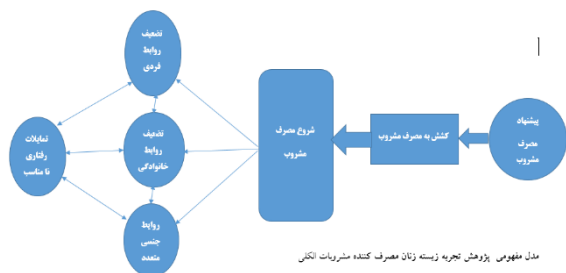 پیشنهاد
مصرف
مشروب
کشش به مصرف مشروب
شروع مصرف
مشروب
تضعیف
روابط
فردی
تضعیف
روابط
خانوادگی
روابط
جنسی
متعدد
تمایلات
رفتاری
نا مناسب
مدل مفهومی پژوهش تجربه زیسته زنان مصرف کننده مشروبات الکلی